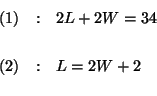 (1) : 2L + 2W = 34
(2) : L = 2W + 2